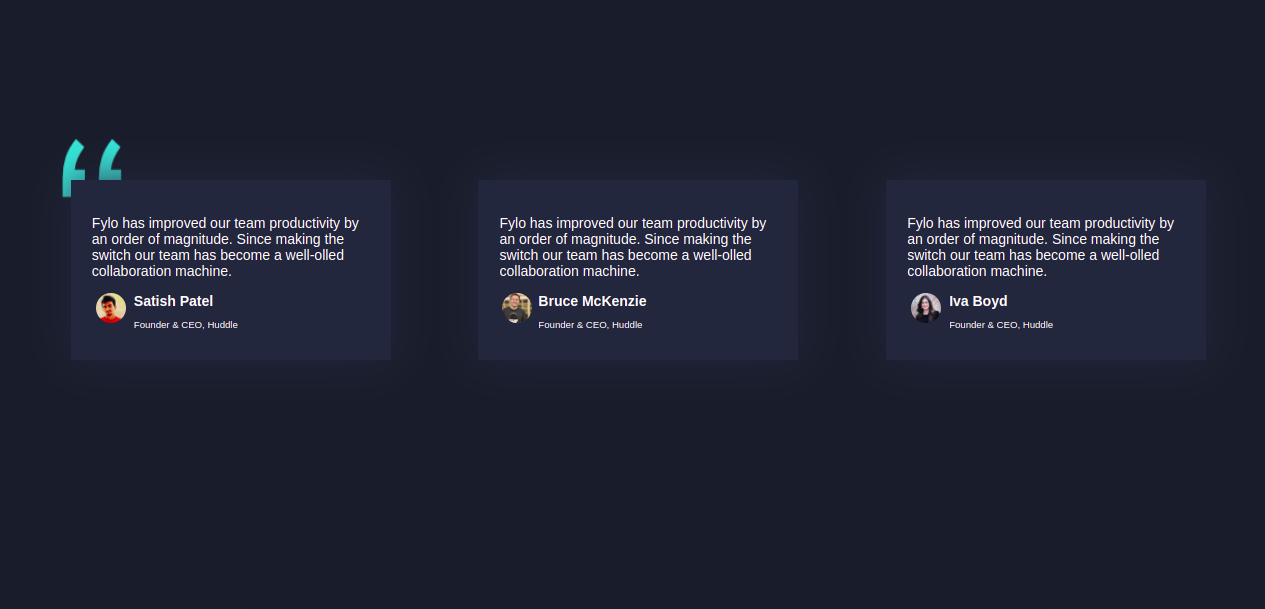 “
Fylo has improved our team productivity by
an order of magnitude. Since making the
switch our team has become a well-olled
collaboration machine.
Satish Patel
Founder & CEO, Huddle
Fylo has improved our team productivity by
an order of magnitude. Since making the
switch our team has become a well-olled
collaboration machine.
Bruce McKenzie
Founder & CEO, Huddle
Fylo has improved our team productivity by
an order of magnitude. Since making the
switch our team has become a well-olled
collaboration machine.
Iva Boyd
Founder & CEO, Huddle